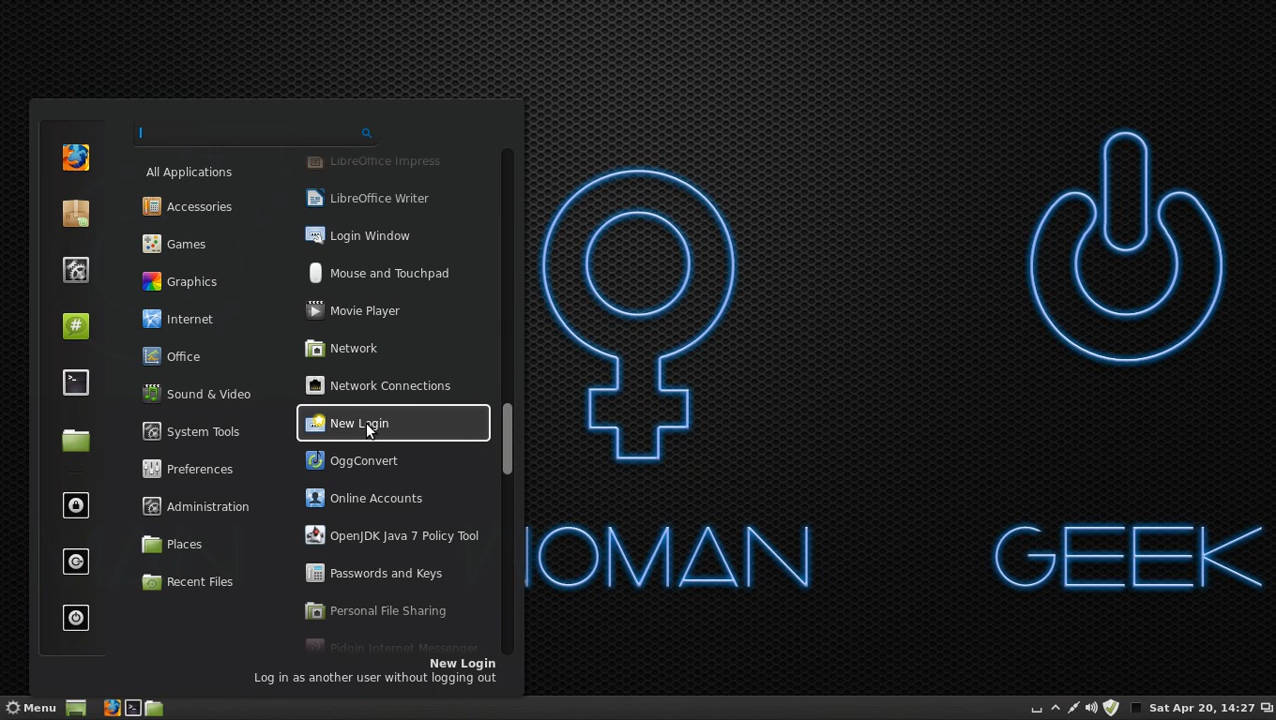 All Applications
Accessories
Games
Graphics
Internet
Office
Sound & Video
System Tools
Preferences
Administration
Places
Recent Files
LibreOffice Impress
LibreOffice Writer
Login Window
Mouse and Touchpad
Movie Player
Network
Network Connections
New Login
OggConvert
Online Accounts
OpenJDK Java 7 Policy Tool
Passwords and Keys
Personal File Sharing
Pidgin Internet Messenger
New Login
Log in as another user without logging out
WOMAN
GEEK
Menu
Sat Apr 20, 14:27